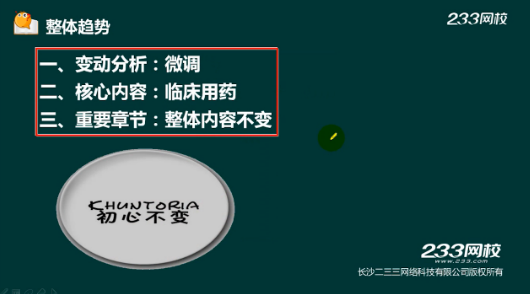 整体趋势
233网校
一、变动分析：微调
二、核心内容：临床用药
三、重要章节：整体内容不变
KHUNTORIA
初心不变
233网校
www.233.com
长沙二三三网络科技有限公司版权所有